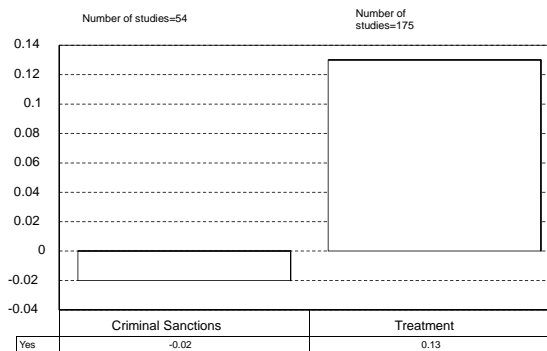 Number of studies=54
Number of
studies=175
0.14
0.12
0.1
0.08
0.06
0.04
0.02
0
-0.02
-0.04
Criminal Sanctions Treatment
Yes -0.02 0.13